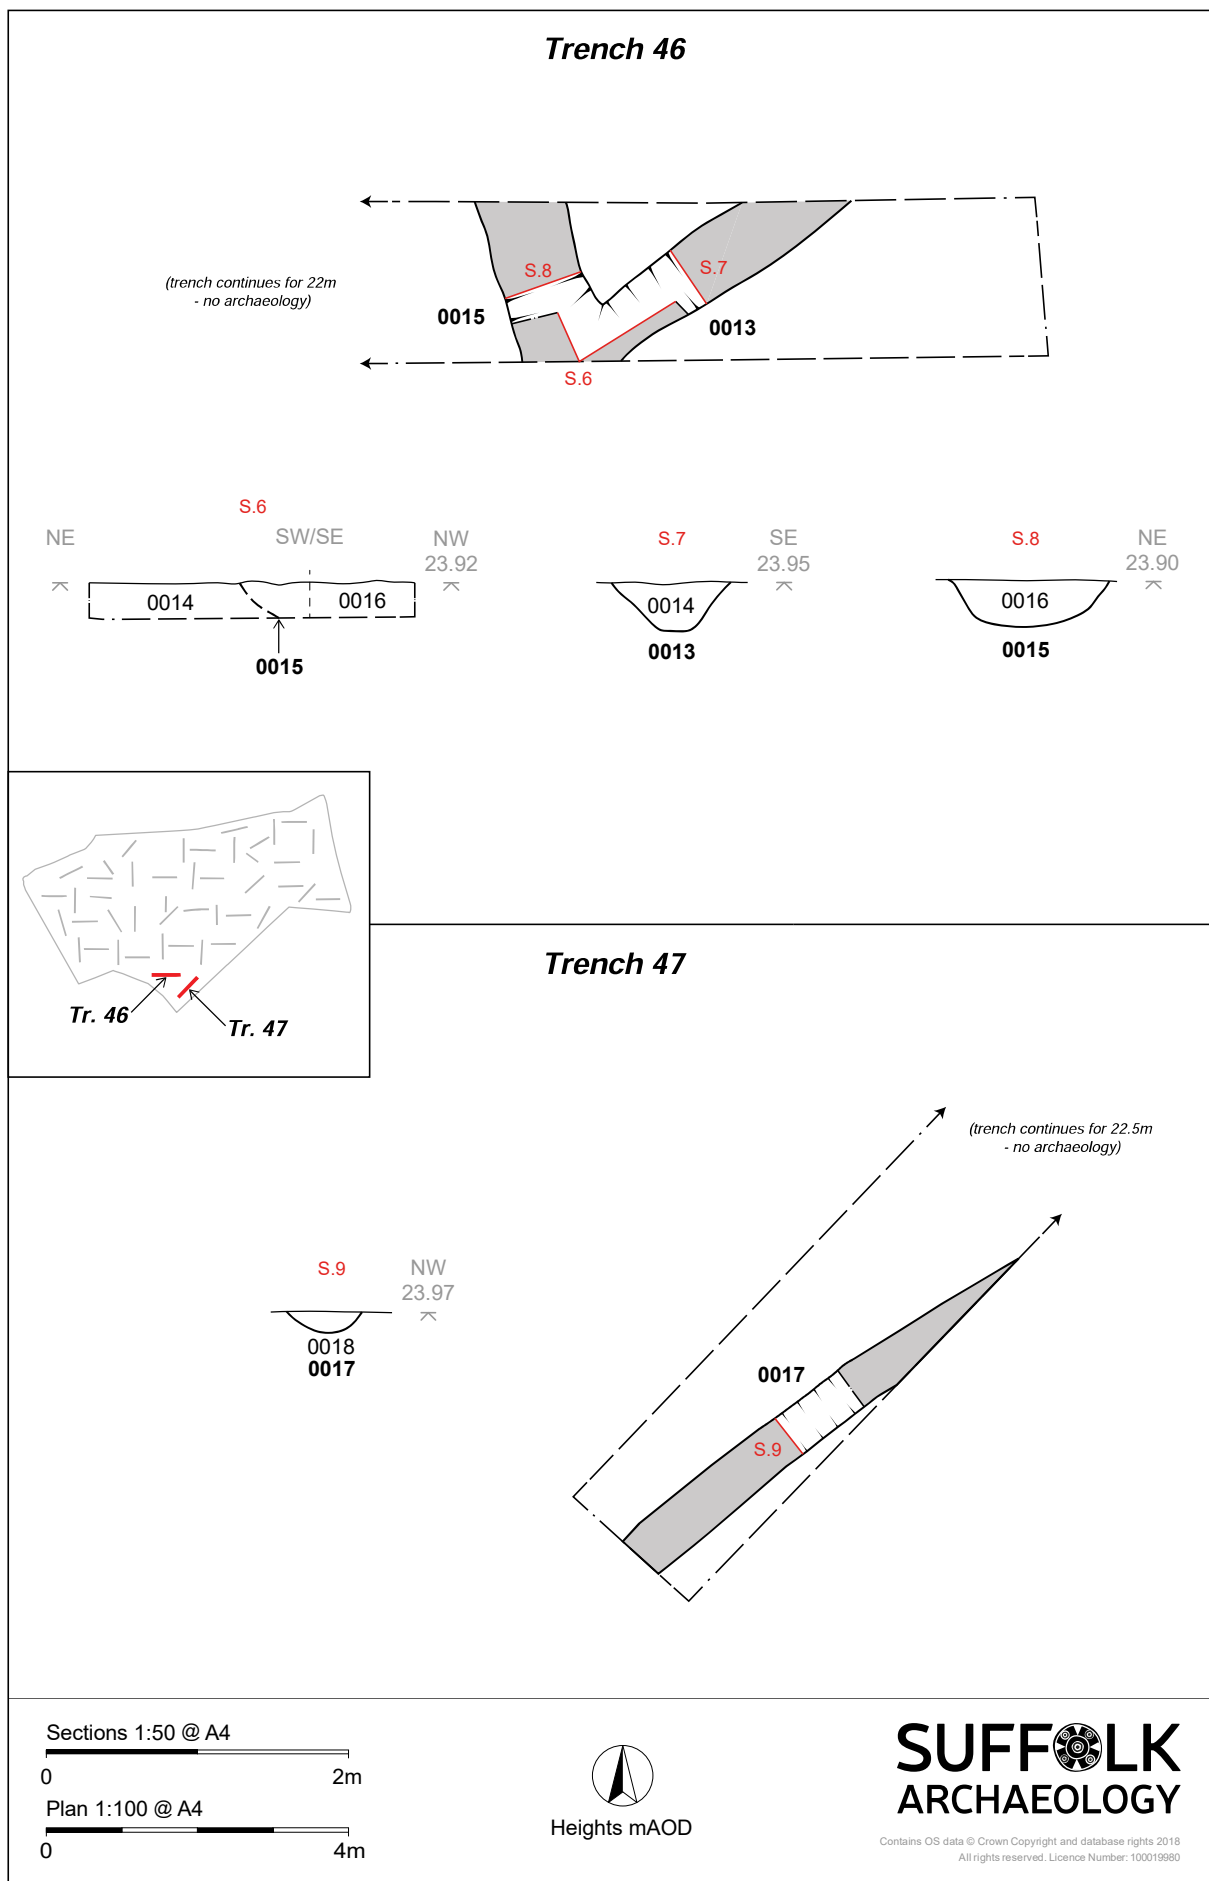 Trench 46
(trench continues for 22m
- no archaeology)
S.8
S.7
0015
0013
S.6
S.6
NE
SW/SE
NW
23.92
0014
0016
0015
S.7
SE
23.95
0014
0013
S.8
NE
23.90
0016
0015
Tr. 46
Tr. 47
Trench 47
(trench continues for 22.5m
- no archaeology)
S.9
NW
23.97
0018
0017
0017
S.9
Sections 1:50 @ A4
0 2m
Plan 1:100 @ A4
0 4m
Heights mAOD
SUFFOLK
ARCHAEOLOGY
Contains OS data © Crown Copyright and database rights 2018
All rights reserved. Licence Number: 100019980